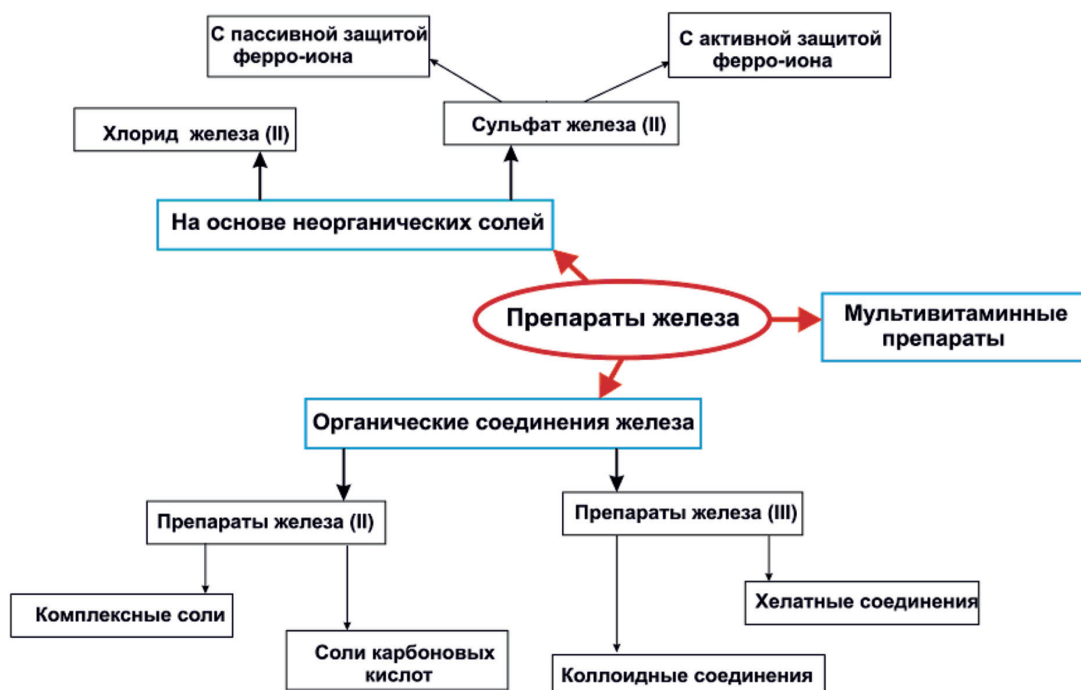 С пассивной защитой
ферро-иона
С активной защитой
ферро-иона
Хлорид железа (II)
Сульфат железа (II)
На основе неорганических солей
Препараты железа
Мультивитаминные
препараты
Органические соединения железа
Препараты железа (II)
Препараты железа (III)
Комплексные соли
Хелатные соединения
Соли карбоновых
кислот
Коллоидные соединения